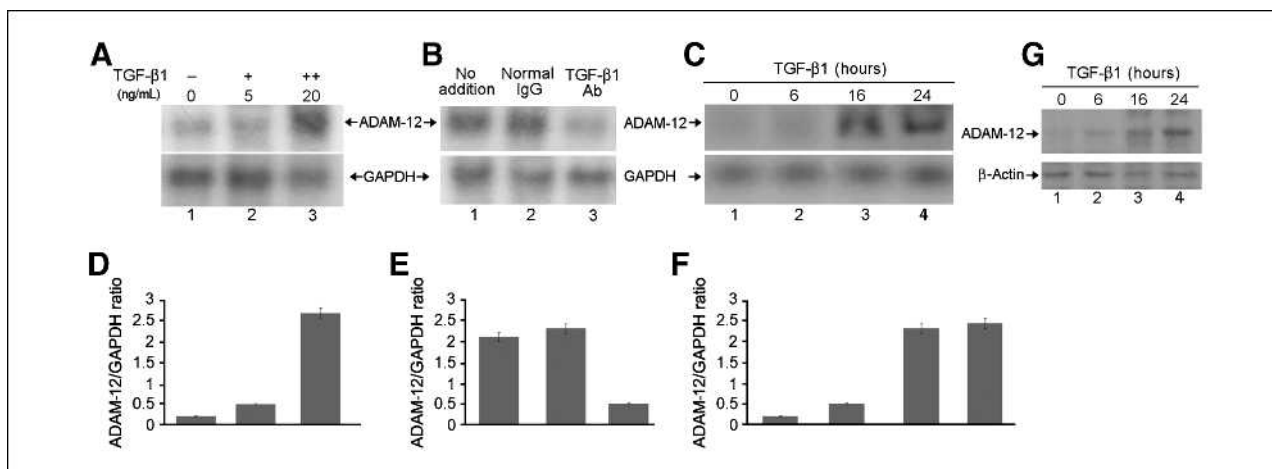 A
TGF-β1 – + ++
(ng/mL) 0 5 20
←ADAM-12→
←GAPDH→
1 2 3
B
No addition Normal IgG TGF-β1 Ab
1 2 3
C
TGF-β1 (hours)
0 6 16 24
ADAM-12→
GAPDH→
1 2 3 4
G
TGF-β1 (hours)
0 6 16 24
ADAM-12→
β-Actin→
1 2 3 4
D
ADAM-12/GAPDH ratio
3
2.5
2
1.5
1
0.5
0
E
ADAM-12/GAPDH ratio
3
2.5
2
1.5
1
0.5
0
F
ADAM-12/GAPDH ratio
3
2.5
2
1.5
1
0.5
0